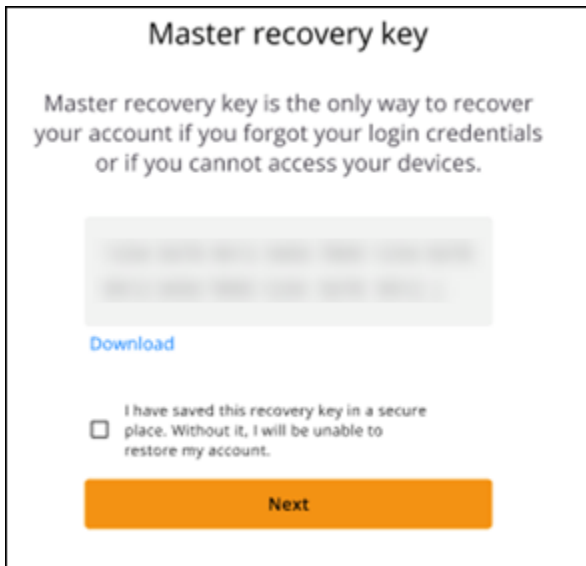 Master recovery key
Master recovery key is the only way to recover
your account if you forgot your login credentials
or if you cannot access your devices.
Download
I have saved this recovery key in a secure
place. Without it, I will be unable to
restore my account.
Next